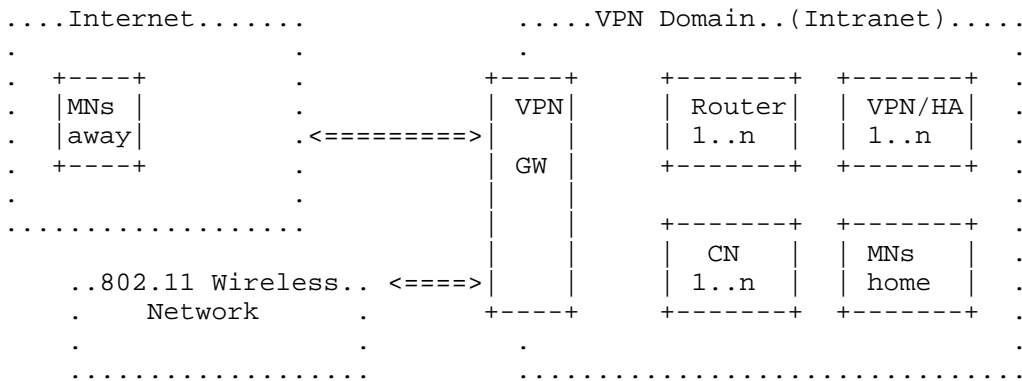 ....Internet....... .....VPN Domain..(Intranet).....
. . . .
. +----+ . +----+ +-------+ +-------+ .
. |MNs | . | VPN| | Router| | VPN/HA| .
. |away| .<=========>| | | 1..n | | 1..n | .
. +----+ . | GW | +-------+ +-------+ .
. . | | .
................... | | +-------+ +-------+ .
| | | CN | | MNs | .
..802.11 Wireless.. <====>| | | 1..n | | home | .
. Network . +----+ +-------+ +-------+ .
. . . .
................... ................................